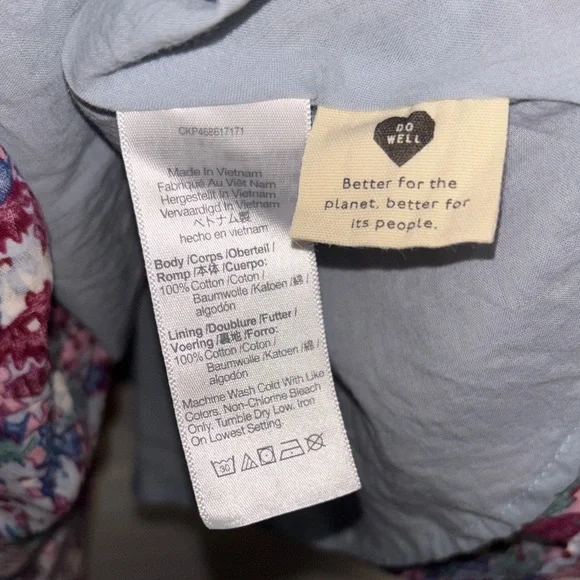 CKP468617171
Made In Vietnam
Fabriqué Au Viêt Nam
Hergestellt In Vietnam
Vervaardigd In Vietnam
ベトナム製
hecho en vietnam
Body /Corps /Oberteil /
Romp /本体 /Cuerpo:
100% Cotton /Coton /
Baumwolle /Katoen /綿 /
algodón
Lining /Doublure /Futter /
Voering /裏地 /Forro:
100% Cotton /Coton /
Baumwolle /Katoen /綿 /
algodón
Machine Wash Cold With Like
Colors. Non-Chlorine Bleach
Only. Tumble Dry Low. Iron
On Lowest Setting.
30
DO
WELL
Better for the
planet, better for
its people.